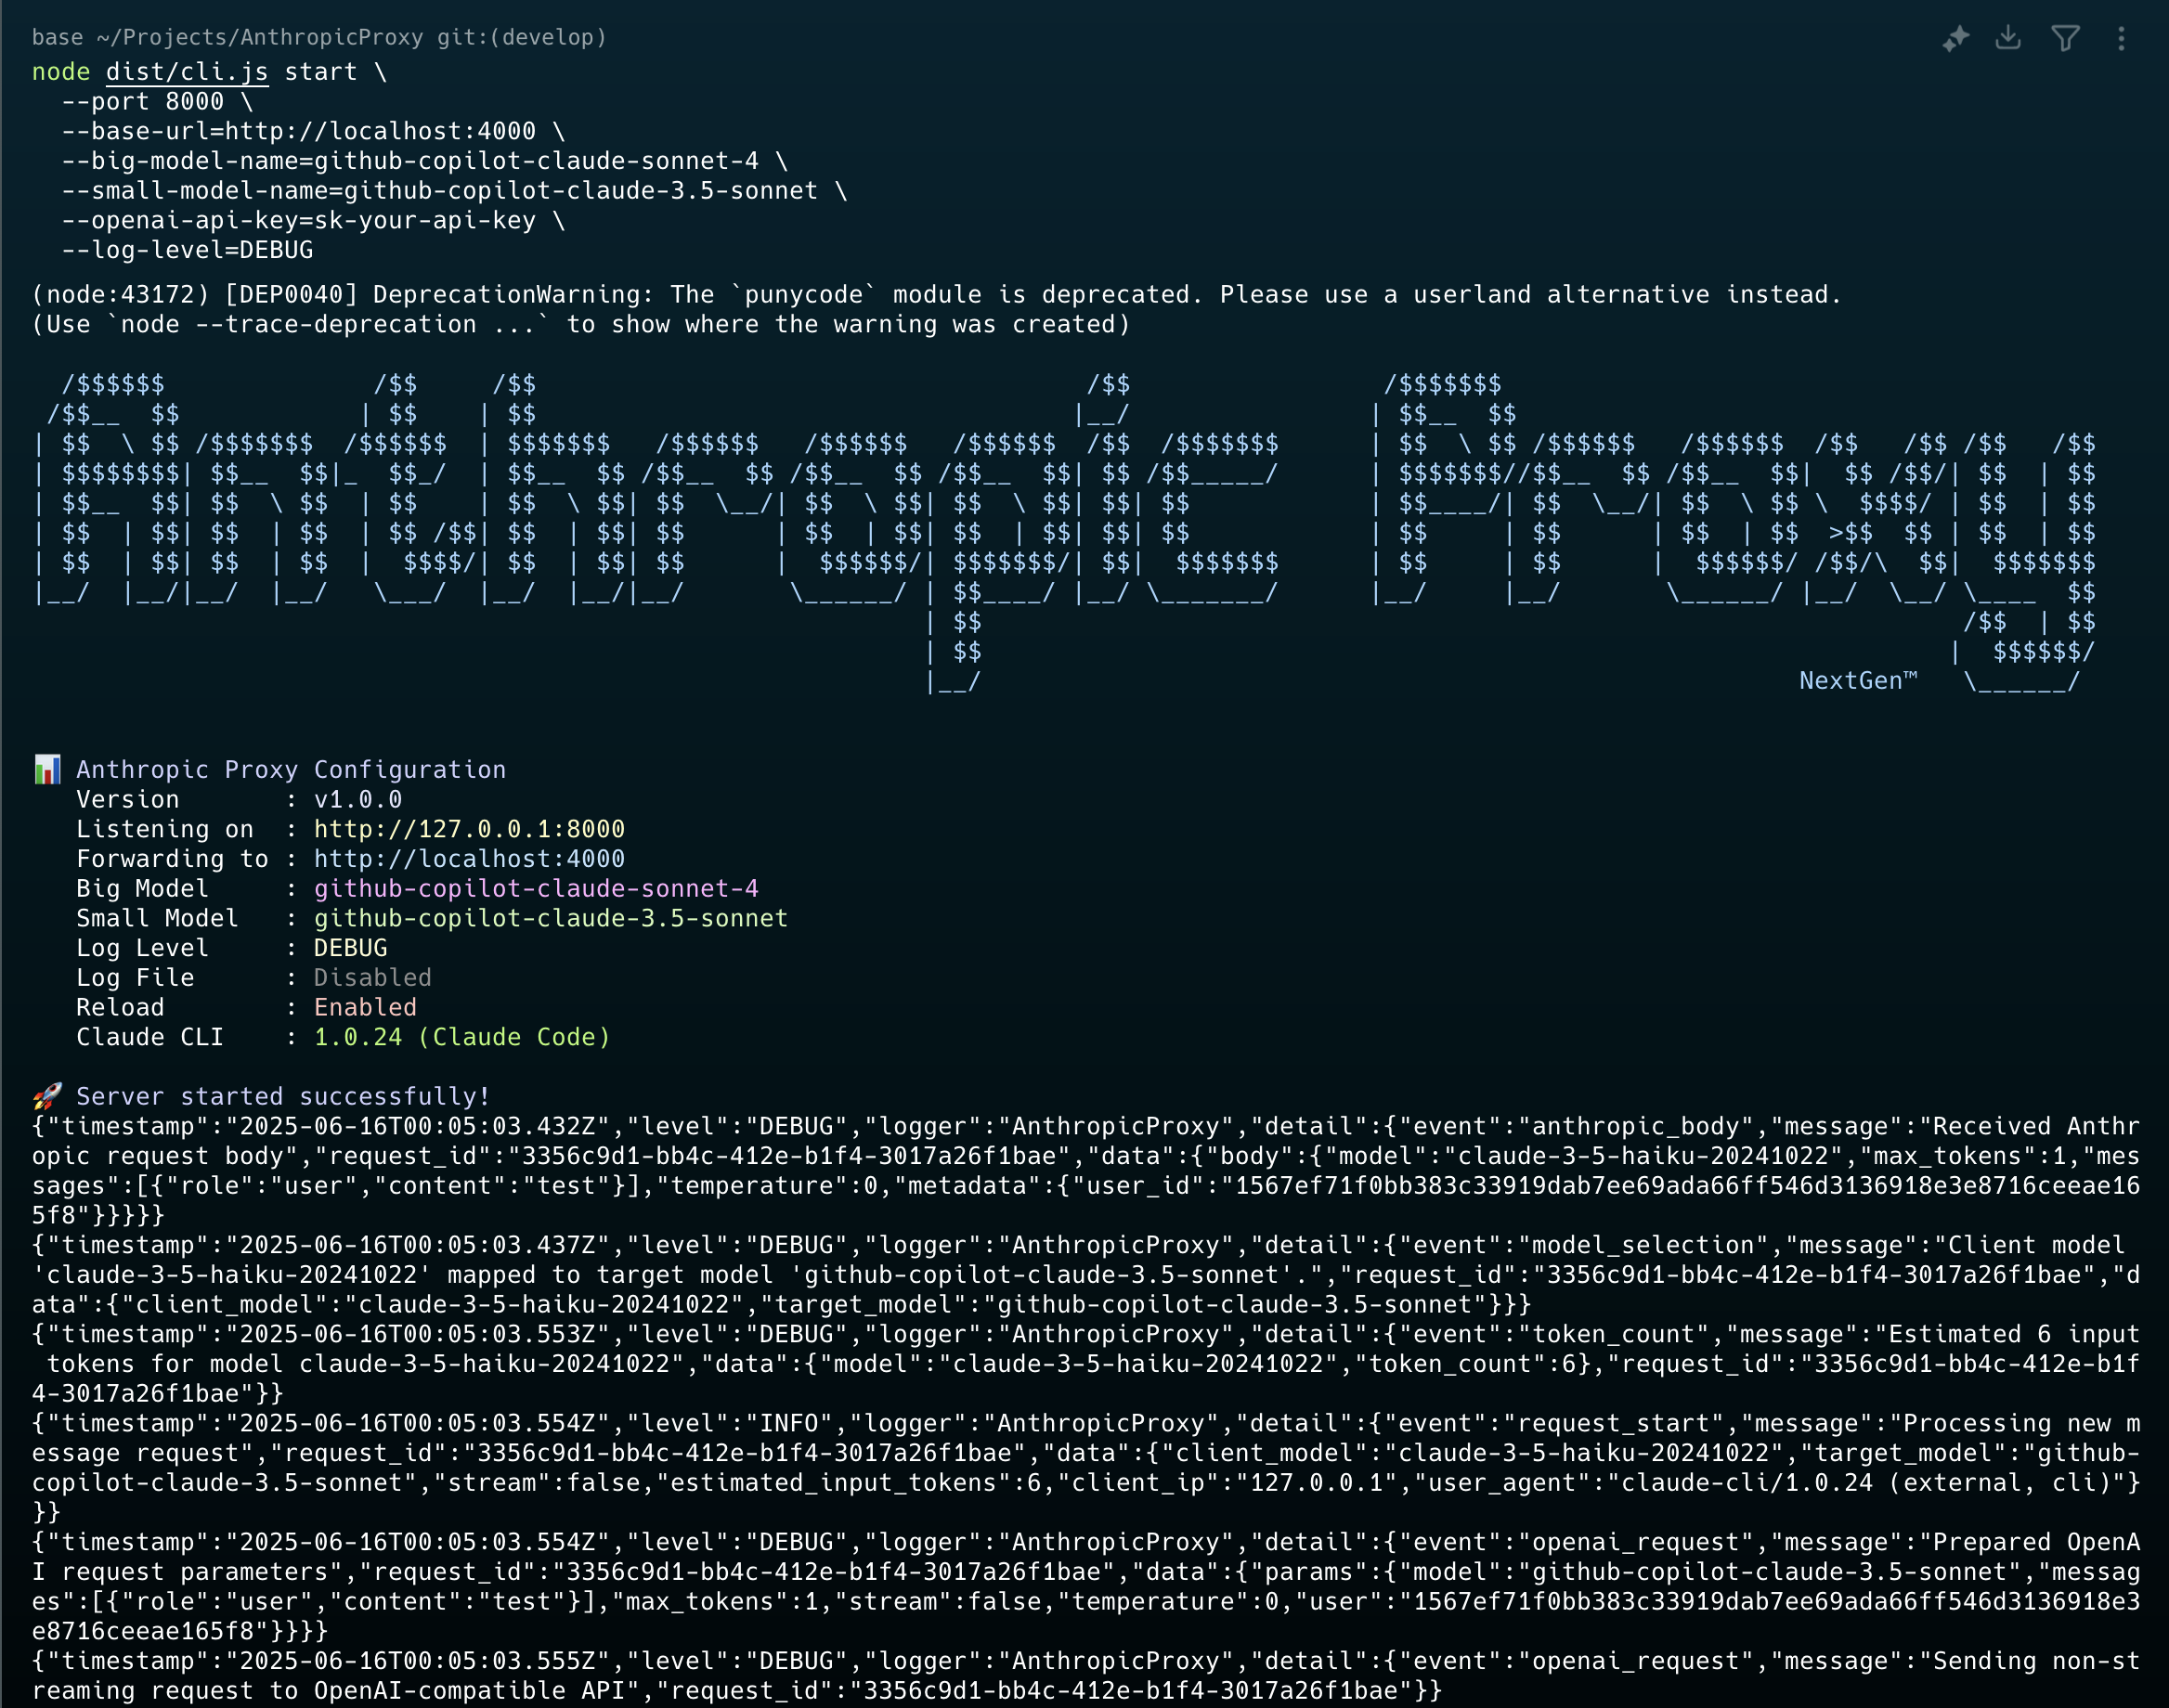 base ~/Projects/AnthropicProxy git:(develop)
node dist/cli.js start \
  --port 8000 \
  --base-url=http://localhost:4000 \
  --big-model-name=github-copilot-claude-sonnet-4 \
  --small-model-name=github-copilot-claude-3.5-sonnet \
  --openai-api-key=sk-your-api-key \
  --log-level=DEBUG
(node:43172) [DEP0040] DeprecationWarning: The `punycode` module is deprecated. Please use a userland alternative instead.
(Use `node --trace-deprecation ...` to show where the warning was created)
Anthropic Proxy
NextGen™
📊 Anthropic Proxy Configuration
   Version       : v1.0.0
   Listening on  : http://127.0.0.1:8000
   Forwarding to : http://localhost:4000
   Big Model     : github-copilot-claude-sonnet-4
   Small Model   : github-copilot-claude-3.5-sonnet
   Log Level     : DEBUG
   Log File      : Disabled
   Reload        : Enabled
   Claude CLI    : 1.0.24 (Claude Code)
🚀 Server started successfully!
{"timestamp":"2025-06-16T00:05:03.432Z","level":"DEBUG","logger":"AnthropicProxy","detail":{"event":"anthropic_body","message":"Received Anthr
opic request body","request_id":"3356c9d1-bb4c-412e-b1f4-3017a26f1bae","data":{"body":{"model":"claude-3-5-haiku-20241022","max_tokens":1,"mes
sages":[{"role":"user","content":"test"}],"temperature":0,"metadata":{"user_id":"1567ef71f0bb383c33919dab7ee69ada66ff546d3136918e3e8716ceeae16
5f8"}}}}}
{"timestamp":"2025-06-16T00:05:03.437Z","level":"DEBUG","logger":"AnthropicProxy","detail":{"event":"model_selection","message":"Client model 
'claude-3-5-haiku-20241022' mapped to target model 'github-copilot-claude-3.5-sonnet'.","request_id":"3356c9d1-bb4c-412e-b1f4-3017a26f1bae","d
ata":{"client_model":"claude-3-5-haiku-20241022","target_model":"github-copilot-claude-3.5-sonnet"}}}
{"timestamp":"2025-06-16T00:05:03.553Z","level":"DEBUG","logger":"AnthropicProxy","detail":{"event":"token_count","message":"Estimated 6 input
 tokens for model claude-3-5-haiku-20241022","data":{"model":"claude-3-5-haiku-20241022","token_count":6},"request_id":"3356c9d1-bb4c-412e-b1f
4-3017a26f1bae"}}
{"timestamp":"2025-06-16T00:05:03.554Z","level":"INFO","logger":"AnthropicProxy","detail":{"event":"request_start","message":"Processing new m
essage request","request_id":"3356c9d1-bb4c-412e-b1f4-3017a26f1bae","data":{"client_model":"claude-3-5-haiku-20241022","target_model":"github-
copilot-claude-3.5-sonnet","stream":false,"estimated_input_tokens":6,"client_ip":"127.0.0.1","user_agent":"claude-cli/1.0.24 (external, cli)"}
}}
{"timestamp":"2025-06-16T00:05:03.554Z","level":"DEBUG","logger":"AnthropicProxy","detail":{"event":"openai_request","message":"Prepared OpenA
I request parameters","request_id":"3356c9d1-bb4c-412e-b1f4-3017a26f1bae","data":{"params":{"model":"github-copilot-claude-3.5-sonnet","messag
es":[{"role":"user","content":"test"}],"max_tokens":1,"stream":false,"temperature":0,"user":"1567ef71f0bb383c33919dab7ee69ada66ff546d3136918e3
e8716ceeae165f8"}}}}
{"timestamp":"2025-06-16T00:05:03.555Z","level":"DEBUG","logger":"AnthropicProxy","detail":{"event":"openai_request","message":"Sending non-st
reaming request to OpenAI-compatible API","request_id":"3356c9d1-bb4c-412e-b1f4-3017a26f1bae"}}